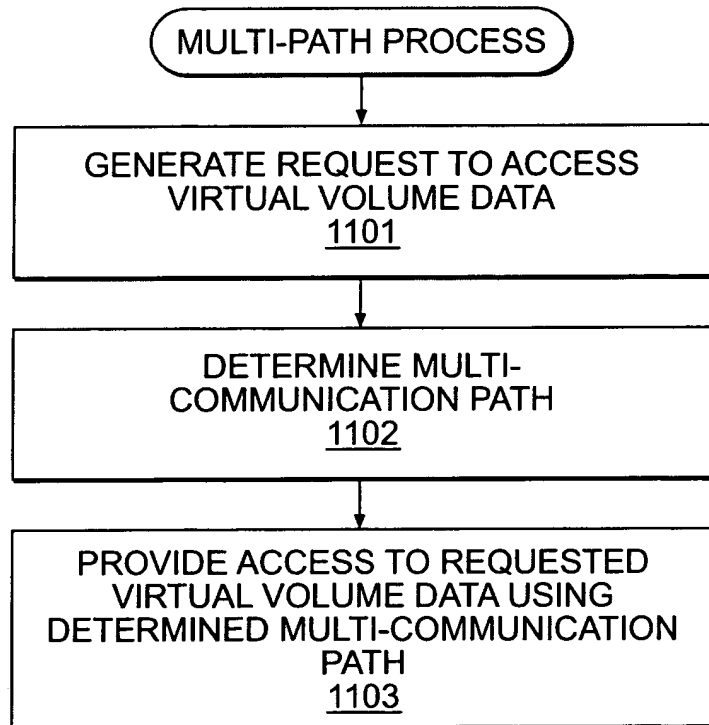 MULTI-PATH PROCESS
GENERATE REQUEST TO ACCESS
VIRTUAL VOLUME DATA
1101
DETERMINE MULTI-
COMMUNICATION PATH
1102
PROVIDE ACCESS TO REQUESTED
VIRTUAL VOLUME DATA USING
DETERMINED MULTI-COMMUNICATION
PATH
1103